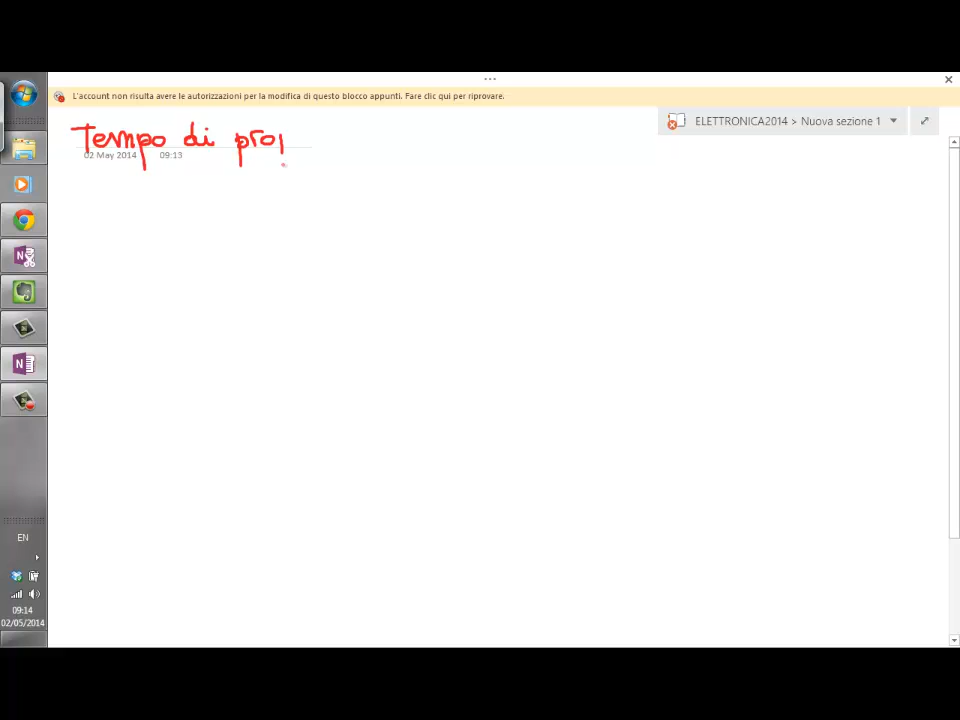 ...
L'account non risulta avere le autorizzazioni per la modifica di questo blocco appunti. Fare clic qui per riprovare.
ELETTRONICA2014 > Nuova sezione 1
Tempo di pro
02 May 2014 09:13
EN
09:14
02/05/2014